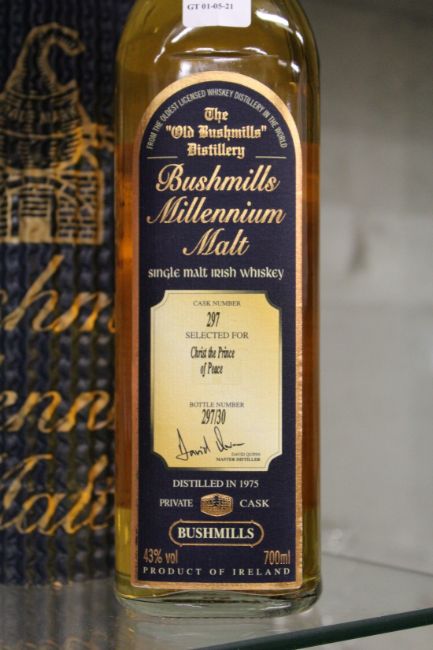 GT 01-05-21
FROM THE OLDEST LICENSED WHISKEY DISTILLERY IN THE WORLD
The
"Old Bushmills"
Distillery
Bushmills
Millennium
Malt
SINGLE MALT IRISH WHISKEY
CASK NUMBER
297
SELECTED FOR
Christ the Prince
of Peace
BOTTLE NUMBER
297/30
David Quinn
DAVID QUINN
MASTER DISTILLER
DISTILLED IN 1975
PRIVATE CASK
BUSHMILLS
43% vol 700ml
PRODUCT OF IRELAND